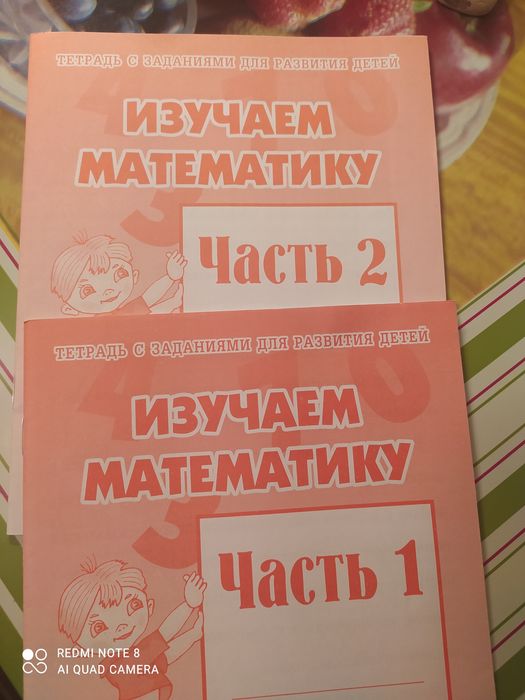 ТЕТРАДЬ С ЗАДАНИЯМИ ДЛЯ РАЗВИТИЯ ДЕТЕЙ
ИЗУЧАЕМ
МАТЕМАТИКУ
Часть 2
ТЕТРАДЬ С ЗАДАНИЯМИ ДЛЯ РАЗВИТИЯ ДЕТЕЙ
ИЗУЧАЕМ
МАТЕМАТИКУ
Часть 1
REDMI NOTE 8
AI QUAD CAMERA